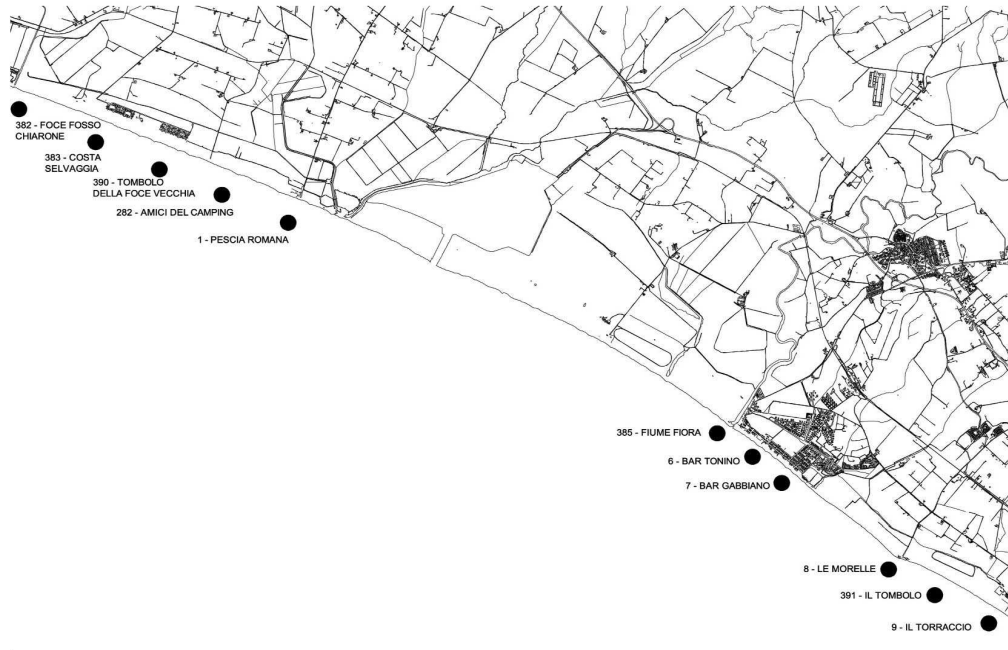 382 - FOCE FOSSO
CHIARONE
383 - COSTA
SELVAGGIA
390 - TOMBOLO
DELLA FOCE VECCHIA
282 - AMICI DEL CAMPING
1 - PESCIA ROMANA
385 - FIUME FIORA
6 - BAR TONINO
7 - BAR GABBIANO
8 - LE MORELLE
391 - IL TOMBOLO
9 - IL TORRACCIO